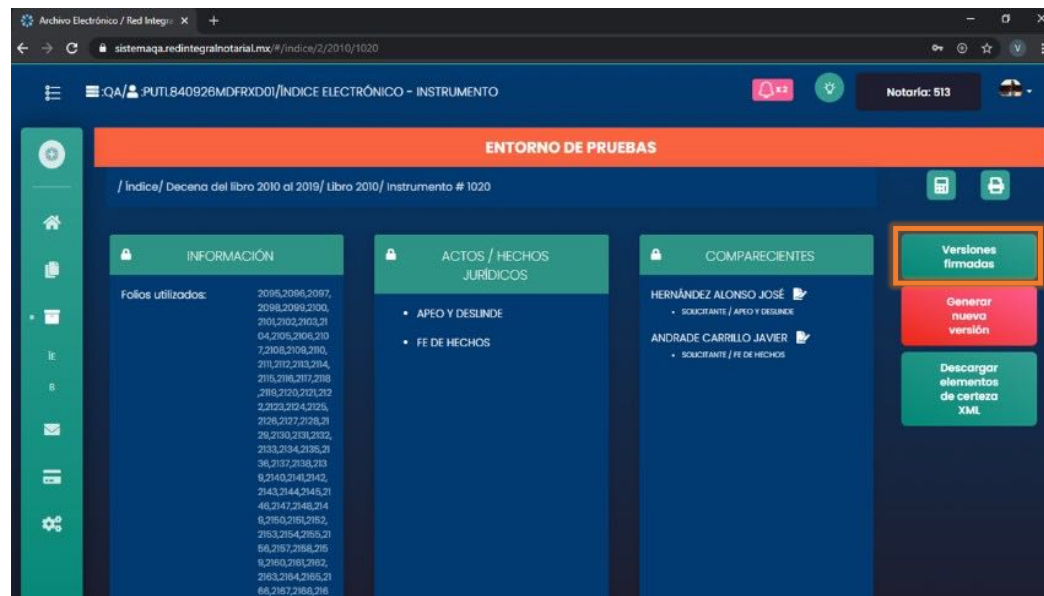 Archivo Electrónico / Red Integra
sistemaqa.redintegralnotarial.mx/#/indice/2/2010/1020
V
:QA/ :PUTL840926MDFRXD01/ÍNDICE ELECTRÓNICO - INSTRUMENTO
x2
Notaría: 513
ENTORNO DE PRUEBAS
/ Índice/ Decena del libro 2010 al 2019/ Libro 2010/ Instrumento # 1020
INFORMACIÓN
Folios utilizados:
2095,2096,2097,
2098,2099,2100,
2101,2102,2103,21
04,2105,2106,210
7,2108,2109,2110,
2111,2112,2113,2114,
2115,2116,2117,2118
,2119,2120,2121,212
2,2123,2124,2125,
2126,2127,2128,21
29,2130,2131,2132,
2133,2134,2135,21
36,2137,2138,213
9,2140,2141,2142,
2143,2144,2145,21
46,2147,2148,214
9,2150,2151,2152,
2153,2154,2155,21
56,2157,2158,215
9,2160,2161,2162,
2163,2164,2165,21
66,2167,2168,216
ACTOS / HECHOS
JURÍDICOS
• APEO Y DESLINDE
• FE DE HECHOS
COMPARECIENTES
HERNÁNDEZ ALONSO JOSÉ
• SOLICITANTE / APEO Y DESLINDE
ANDRADE CARRILLO JAVIER
• SOLICITANTE / FE DE HECHOS
Versiones
firmadas
Generar
nueva
versión
Descargar
elementos
de certeza
XML